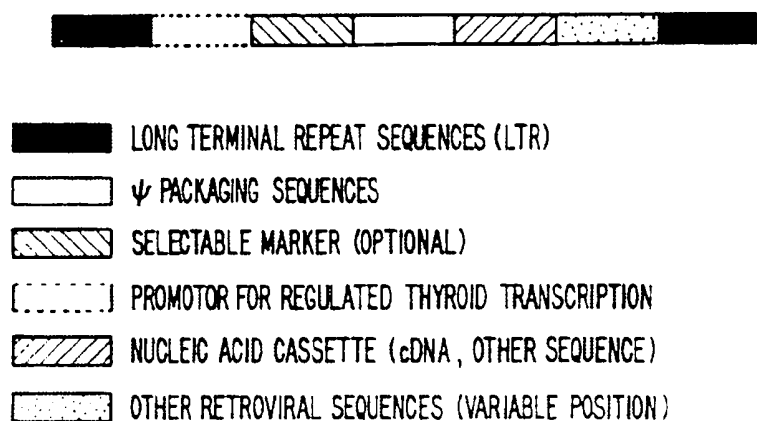 LONG TERMINAL REPEAT SEQUENCES (LTR)
ψ PACKAGING SEQUENCES
SELECTABLE MARKER (OPTIONAL)
PROMOTOR FOR REGULATED THYROID TRANSCRIPTION
NUCLEIC ACID CASSETTE (cDNA, OTHER SEQUENCE)
OTHER RETROVIRAL SEQUENCES (VARIABLE POSITION)